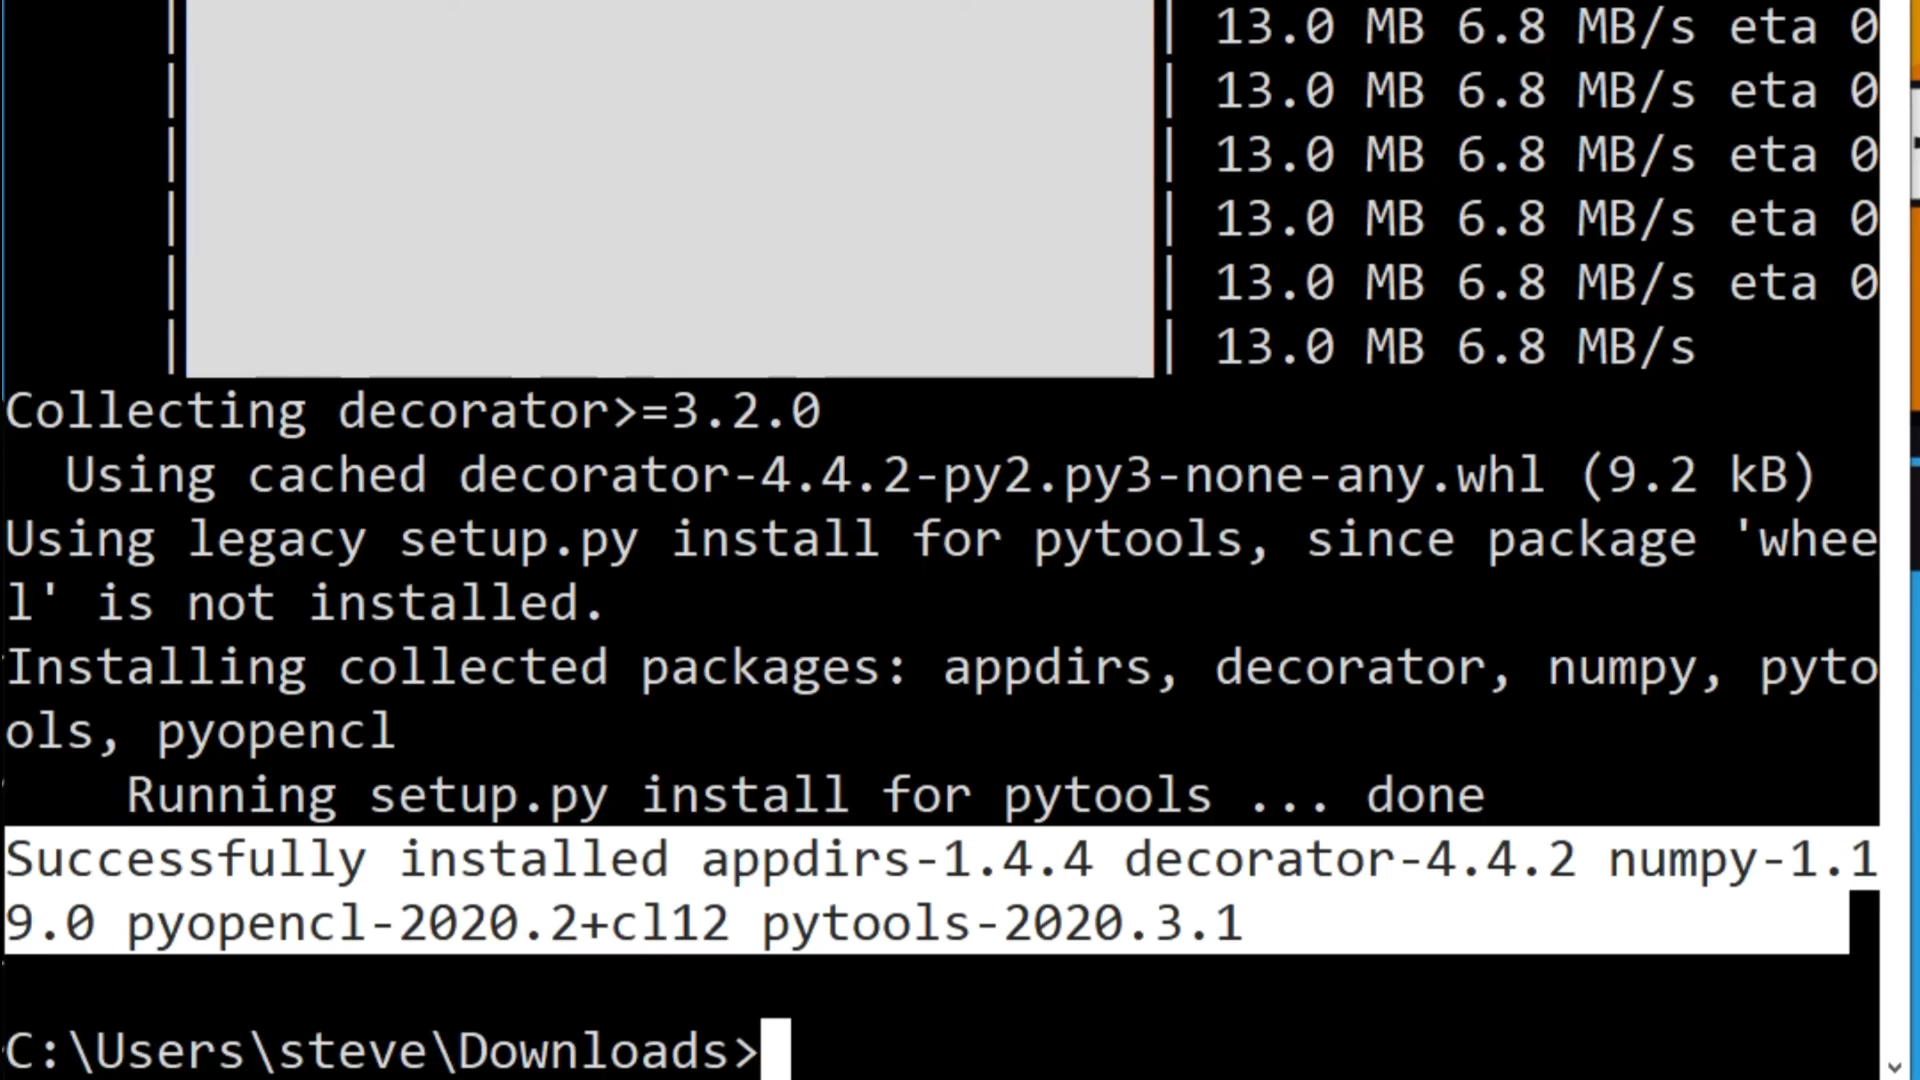 | | 13.0 MB 6.8 MB/s eta 0
| | 13.0 MB 6.8 MB/s eta 0
| | 13.0 MB 6.8 MB/s eta 0
| | 13.0 MB 6.8 MB/s eta 0
| | 13.0 MB 6.8 MB/s eta 0
| | 13.0 MB 6.8 MB/s
Collecting decorator>=3.2.0
  Using cached decorator-4.4.2-py2.py3-none-any.whl (9.2 kB)
Using legacy setup.py install for pytools, since package 'whee
l' is not installed.
Installing collected packages: appdirs, decorator, numpy, pyto
ols, pyopencl
    Running setup.py install for pytools ... done
Successfully installed appdirs-1.4.4 decorator-4.4.2 numpy-1.1
9.0 pyopencl-2020.2+cl12 pytools-2020.3.1
C:\Users\steve\Downloads>